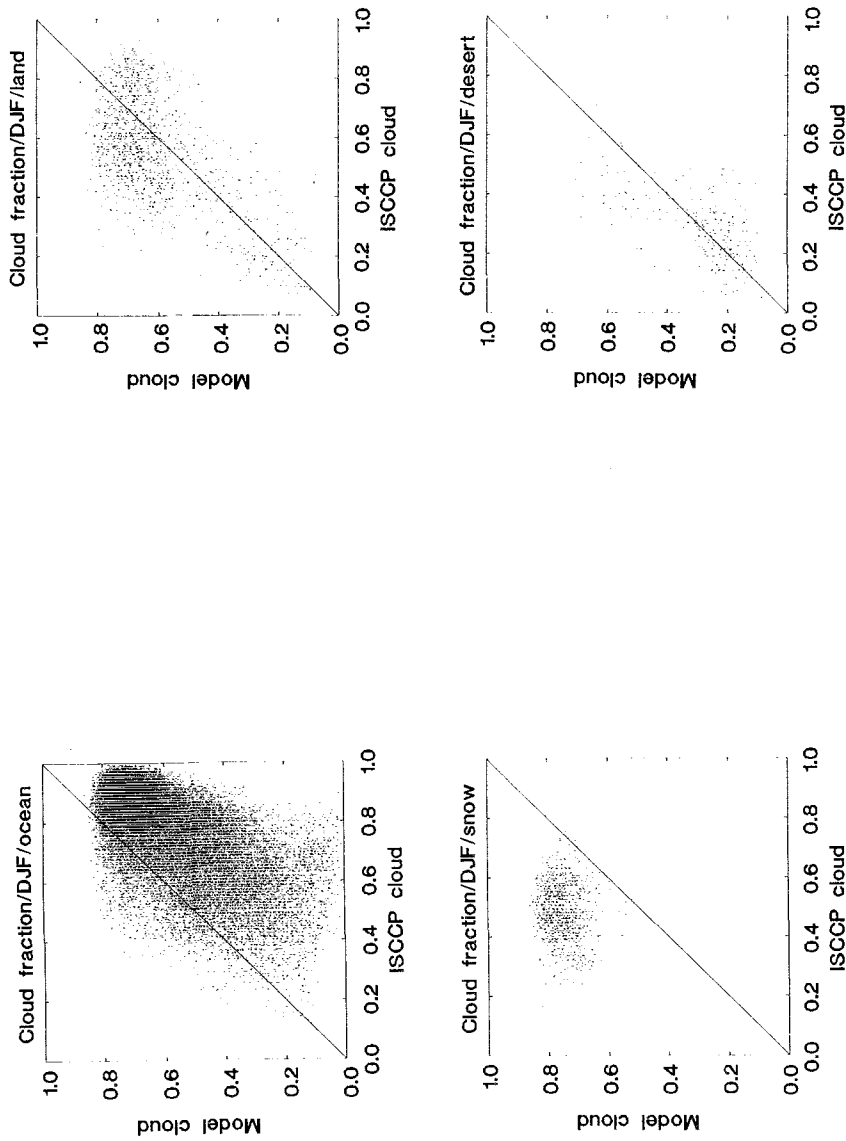 Cloud fraction/DJF/ocean
Model cloud
1.0
0.8
0.6
0.4
0.2
0.0
0.0 0.2 0.4 0.6 0.8 1.0
ISCCP cloud
Cloud fraction/DJF/land
Model cloud
1.0
0.8
0.6
0.4
0.2
0.0
0.0 0.2 0.4 0.6 0.8 1.0
ISCCP cloud
Cloud fraction/DJF/snow
Model cloud
1.0
0.8
0.6
0.4
0.2
0.0
0.0 0.2 0.4 0.6 0.8 1.0
ISCCP cloud
Cloud fraction/DJF/desert
Model cloud
1.0
0.8
0.6
0.4
0.2
0.0
0.0 0.2 0.4 0.6 0.8 1.0
ISCCP cloud